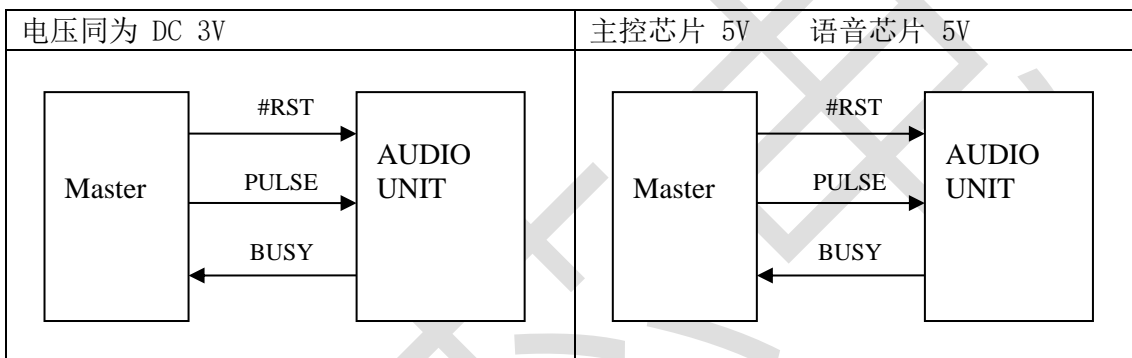 电压同为 DC 3V
主控芯片 5V 语音芯片 5V
#RST
AUDIO
UNIT
Master
PULSE
BUSY
#RST
AUDIO
UNIT
Master
PULSE
BUSY